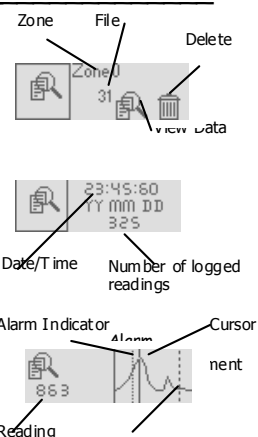 Zone File
Delete
Zone0
31
View Data
23:45:60
YY MM DD
325
Date/Time Number of logged
readings
Alarm Indicator Cursor
Alarm
ment
863
Reading